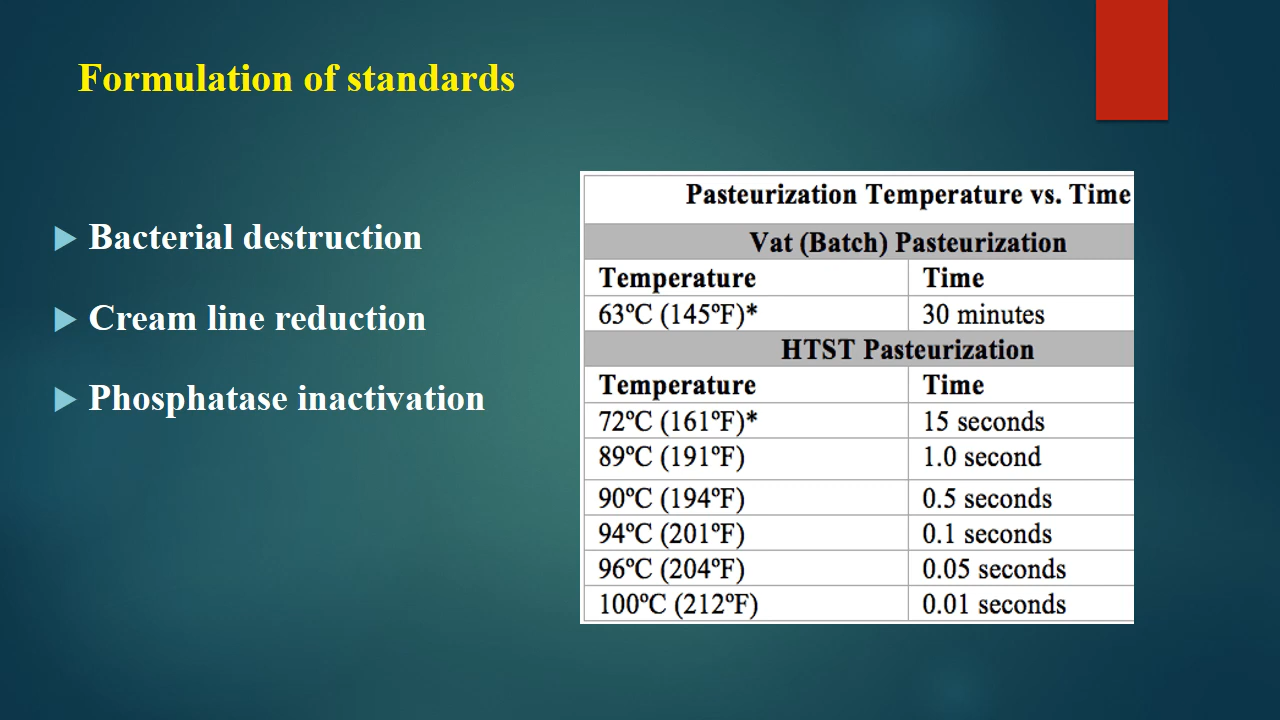 Formulation of standards
Bacterial destruction
Cream line reduction
Phosphatase inactivation
Pasteurization Temperature vs. Time
Vat (Batch) Pasteurization
Temperature Time
63ºC (145ºF)* 30 minutes
HTST Pasteurization
Temperature Time
72ºC (161ºF)* 15 seconds
89ºC (191ºF) 1.0 second
90ºC (194ºF) 0.5 seconds
94ºC (201ºF) 0.1 seconds
96ºC (204ºF) 0.05 seconds
100ºC (212ºF) 0.01 seconds